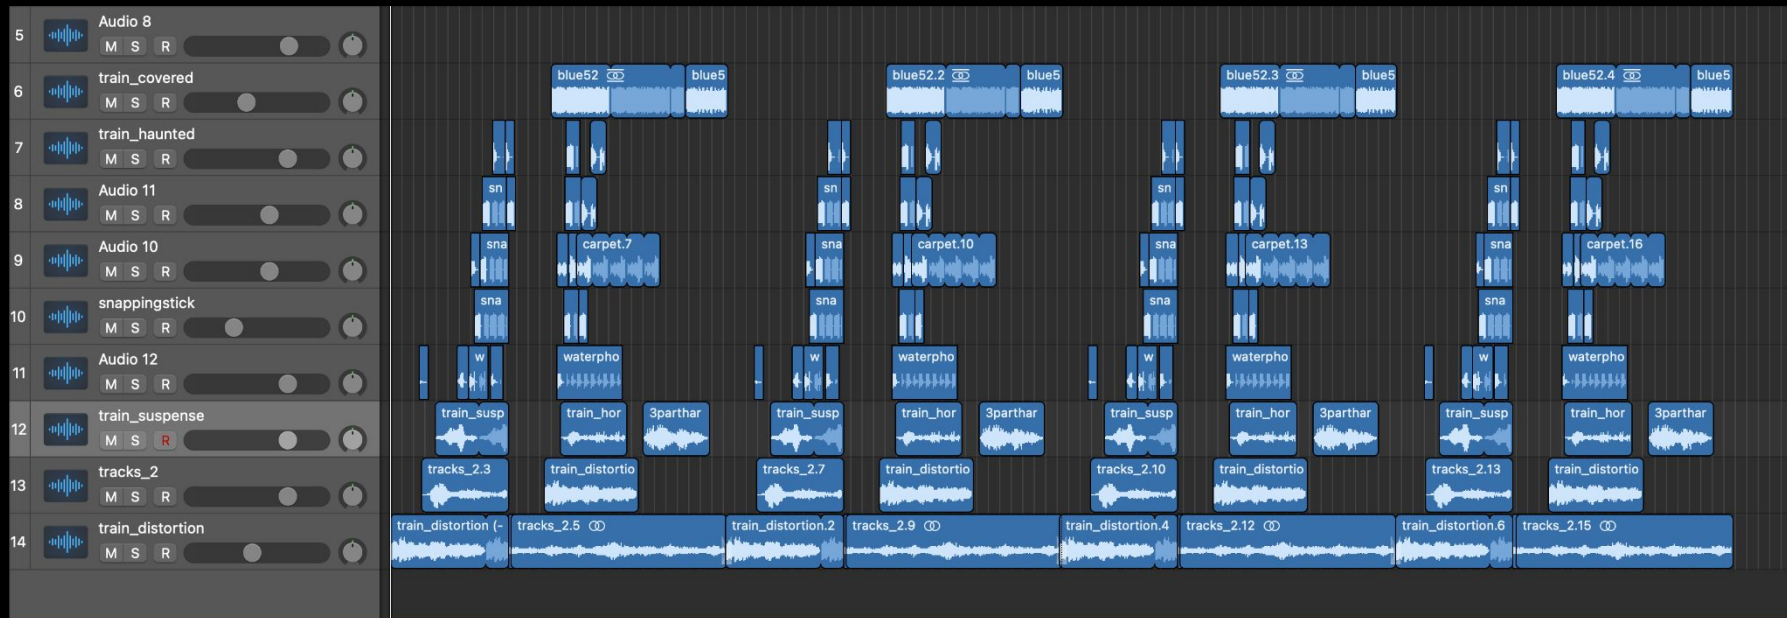 5 Audio 8
M S R
6 train_covered
M S R
blue52 blue5 blue52.2 blue5 blue52.3 blue5 blue52.4 blue5
7 train_haunted
M S R
8 Audio 11
M S R
sn sn sn sn
9 Audio 10
M S R
sna carpet.7 sna carpet.10 sna carpet.13 sna carpet.16
10 snappingstick
M S R
sna sna sna sna
11 Audio 12
M S R
w waterpho w waterpho w waterpho w waterpho
12 train_suspense
M S R
train_susp train_hor 3parthar train_susp train_hor 3parthar train_susp train_hor 3parthar train_susp train_hor 3parthar
13 tracks_2
M S R
tracks_2.3 train_distortio tracks_2.7 train_distortio tracks_2.10 train_distortio tracks_2.13 train_distortio
14 train_distortion
M S R
train_distortion (- tracks_2.5 train_distortion.2 tracks_2.9 train_distortion.4 tracks_2.12 train_distortion.6 tracks_2.15